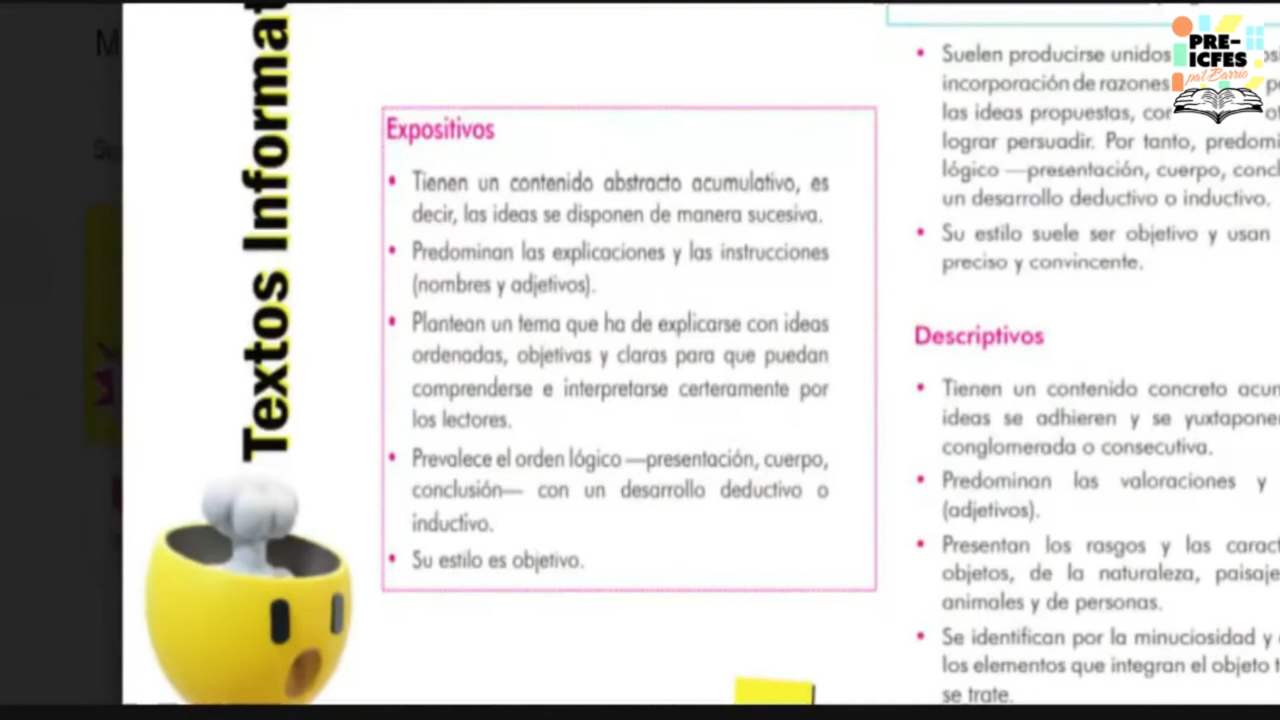 Textos Informat
Expositivos
• Tienen un contenido abstracto acumulativo, es
decir, las ideas se disponen de manera sucesiva.
• Predominan las explicaciones y las instrucciones
(nombres y adjetivos).
• Plantean un tema que ha de explicarse con ideas
ordenadas, objetivas y claras para que puedan
comprenderse e interpretarse certeramente por
los lectores.
• Prevalece el orden lógico —presentación, cuerpo,
conclusión— con un desarrollo deductivo o
inductivo.
• Su estilo es objetivo.
• Suelen producirse unidos
incorporación de razones
las ideas propuestas, con
lograr persuadir. Por tanto, predomi
lógico —presentación, cuerpo, concl
un desarrollo deductivo o inductivo.
• Su estilo suele ser objetivo y usan
preciso y convincente.
Descriptivos
• Tienen un contenido concreto acum
ideas se adhieren y se yuxtapone
conglomerada o consecutiva.
• Predominan las valoraciones y
(adjetivos).
• Presentan los rasgos y las caract
objetos, de la naturaleza, paisaje
animales y de personas.
• Se identifican por la minuciosidad y
los elementos que integran el objeto
se trate.
PRE-
ICFES
pal Barrio